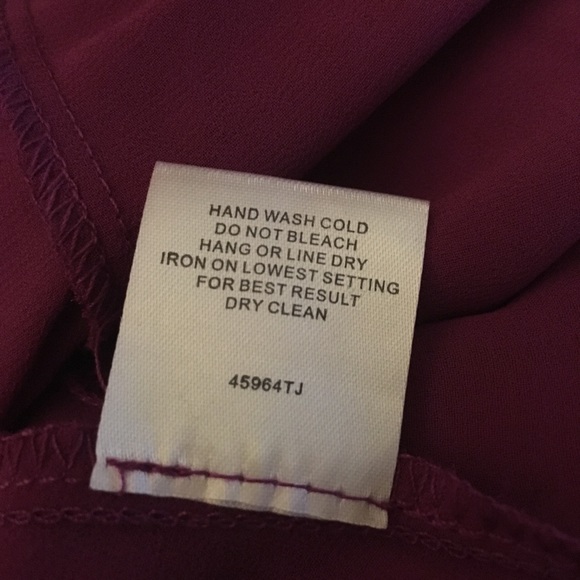 HAND WASH COLD
DO NOT BLEACH
HANG OR LINE DRY
IRON ON LOWEST SETTING
FOR BEST RESULT
DRY CLEAN
45964TJ